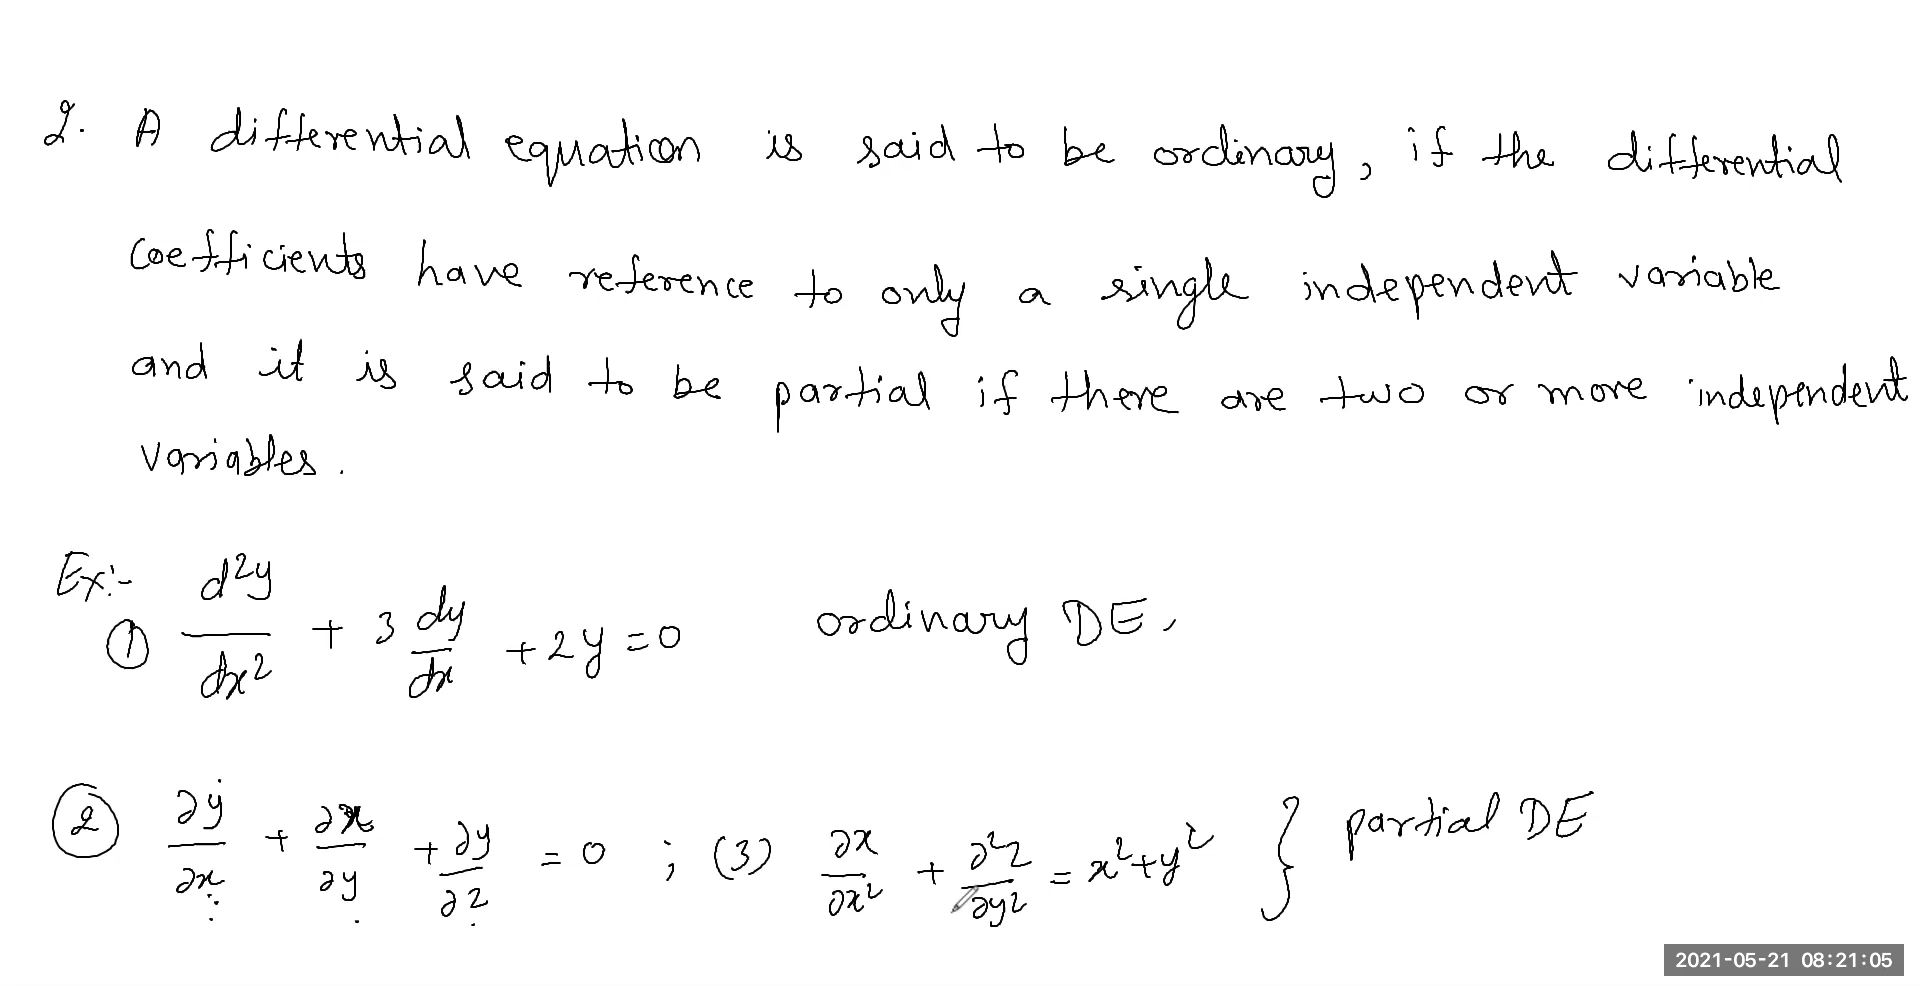 2. A differential equation is said to be ordinary, if the differential
coefficients have reference to only a single independent variable
and it is said to be partial if there are two or more independent
variables.
Ex:- ① d²y/dx² + 3 dy/dx + 2y = 0 ordinary DE,
② ∂y/∂x + ∂x/∂y + ∂y/∂z = 0 ; (3) ∂x/∂x² + ∂²z/∂y² = x² + y² } partial DE
2021-05-21 08:21:05